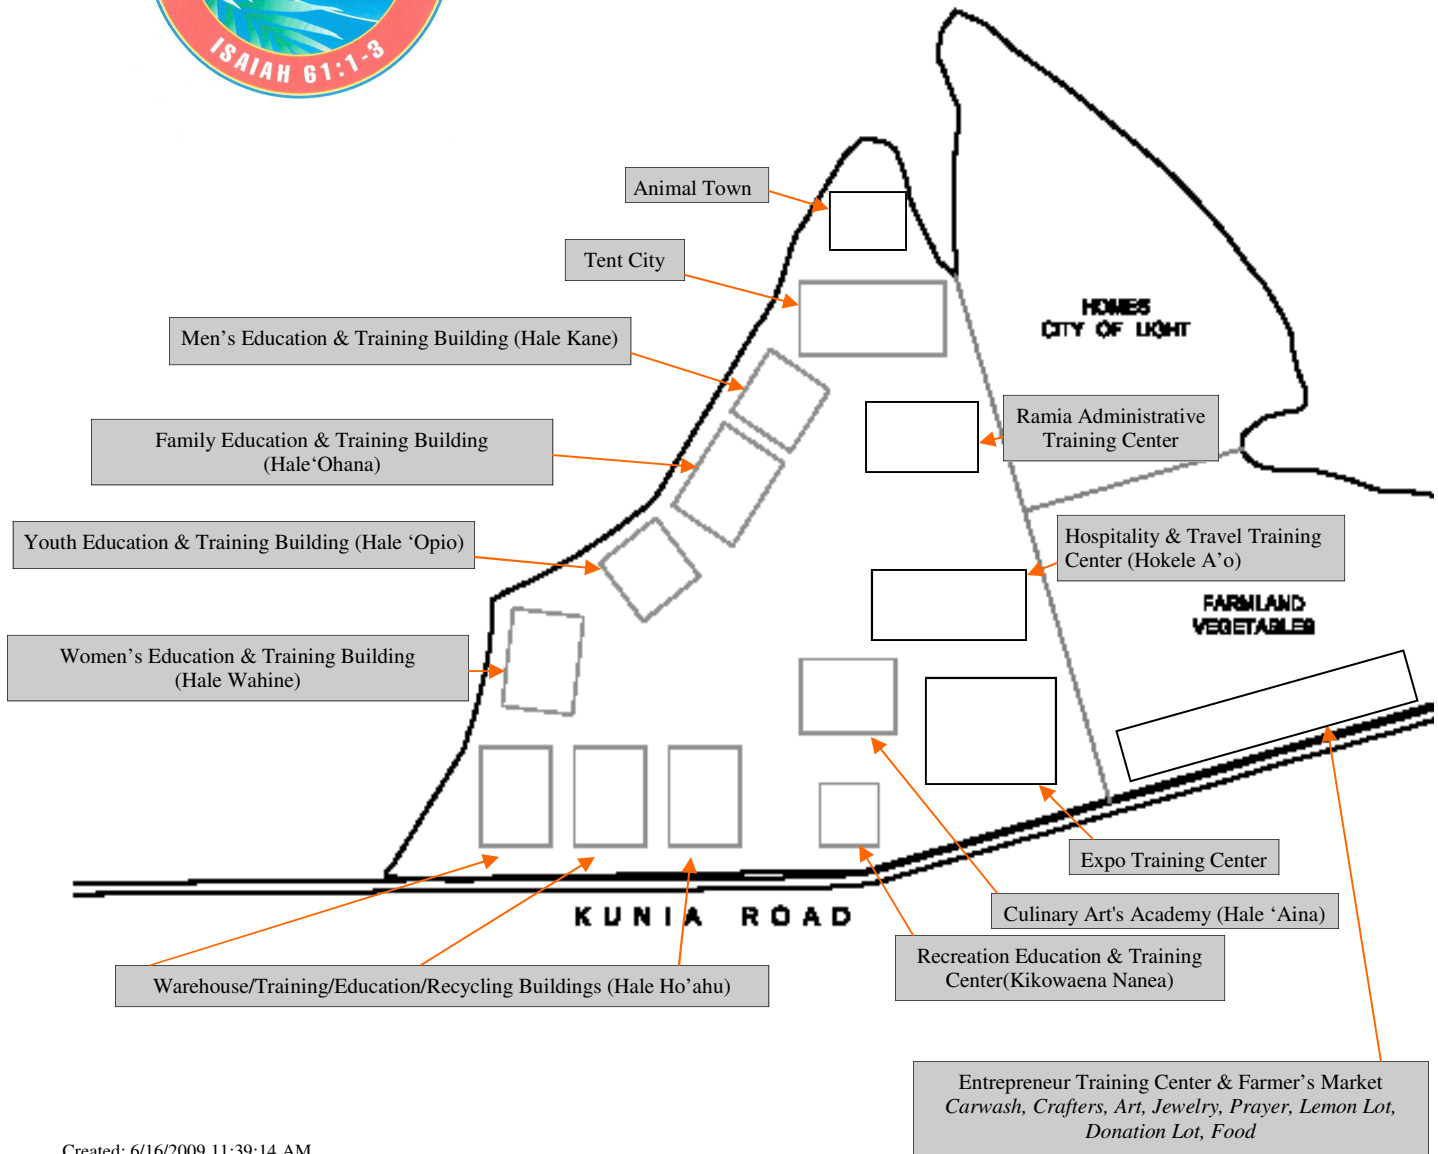 ISAIAH 61:1-3
Animal Town
Tent City
HOMES
CITY OF LIGHT
Men’s Education & Training Building (Hale Kane)
Ramia Administrative
Training Center
Family Education & Training Building
(Hale‘Ohana)
Youth Education & Training Building (Hale ‘Opio)
Hospitality & Travel Training
Center (Hokele A’o)
FARMLAND
VEGETABLES
Women’s Education & Training Building
(Hale Wahine)
Expo Training Center
KUNIA ROAD
Culinary Art's Academy (Hale ‘Aina)
Recreation Education & Training
Center(Kikowaena Nanea)
Warehouse/Training/Education/Recycling Buildings (Hale Ho’ahu)
Entrepreneur Training Center & Farmer’s Market
Carwash, Crafters, Art, Jewelry, Prayer, Lemon Lot,
Donation Lot, Food
Created: 6/16/2009 11:39:14 AM